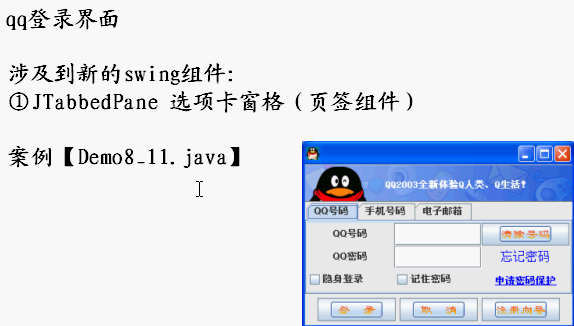 qq登录界面
涉及到新的swing组件:
①JTabbedPane 选项卡窗格（页签组件）
案例【Demo8_11.java】
QQ2003全新体验Q人类、Q生活!
QQ号码 手机号码 电子邮箱
QQ号码 清除号码
QQ密码 忘记密码
隐身登录 记住密码 申请密码保护
登 录 取 消 注册向导